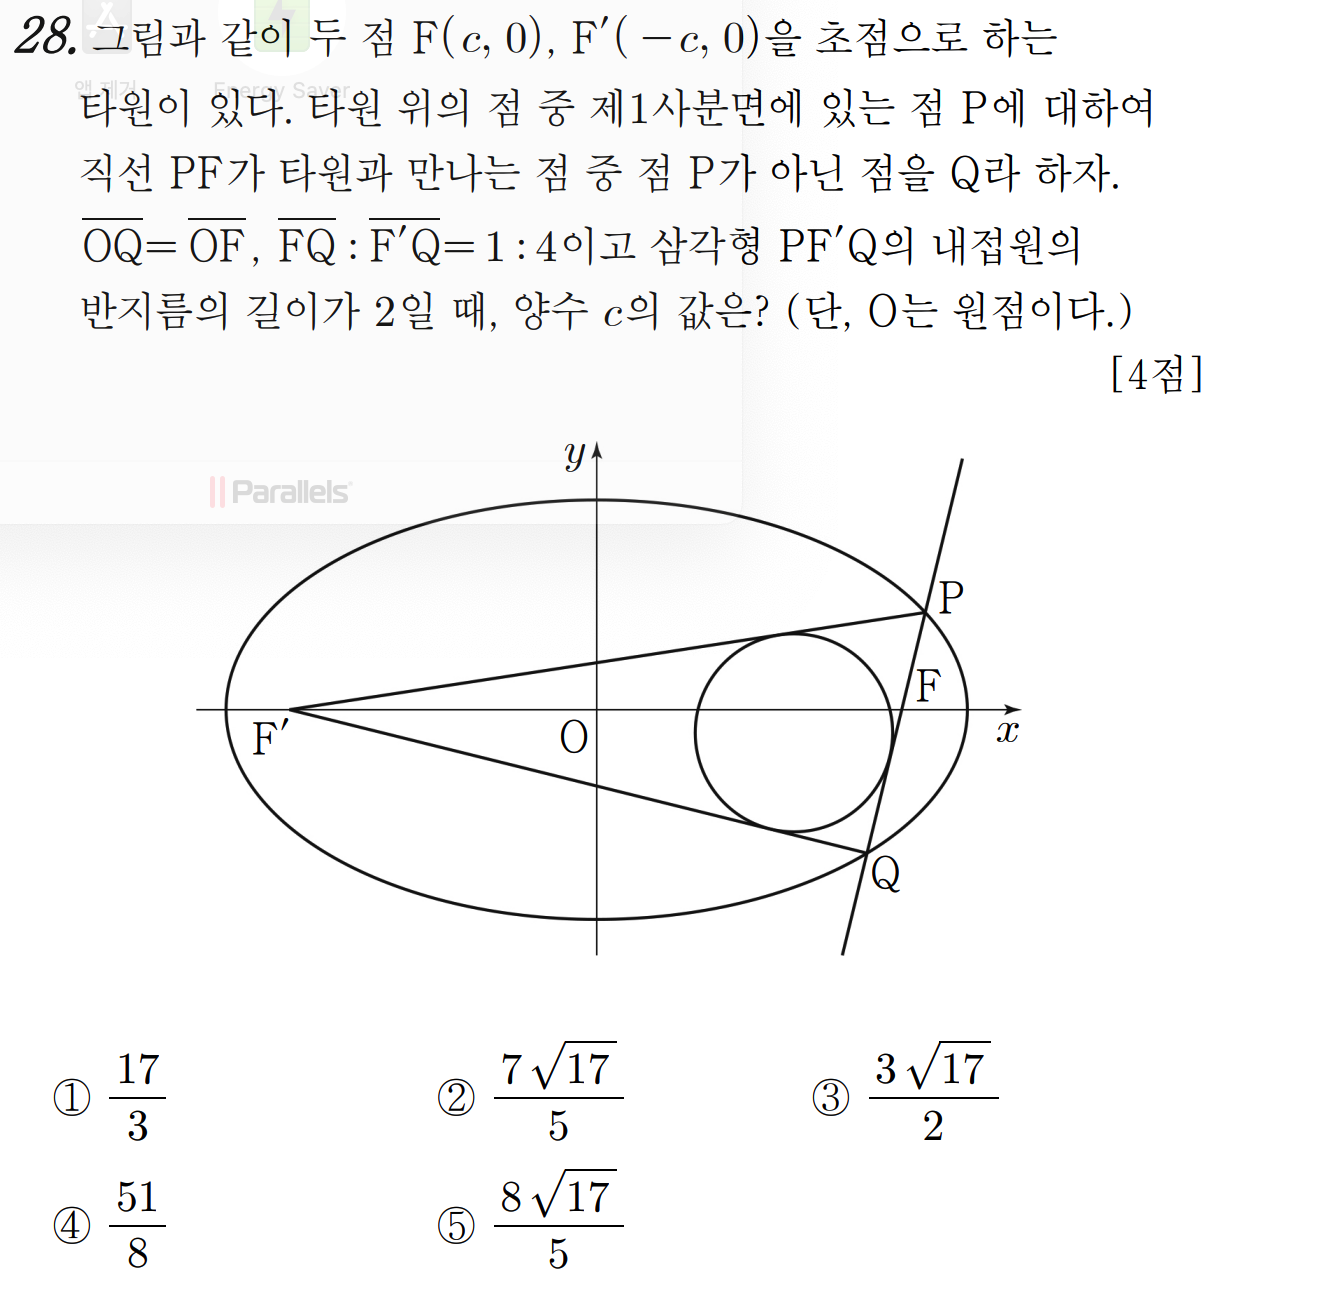 28. 그림과 같이 두 점 F(c, 0), F′(−c, 0)을 초점으로 하는
앱 제거 Energy Saver
타원이 있다. 타원 위의 점 중 제1사분면에 있는 점 P에 대하여
직선 PF가 타원과 만나는 점 중 점 P가 아닌 점을 Q라 하자.
$\overline{OQ}=\overline{OF}$, $\overline{FQ}:\overline{F′Q}=1:4$이고 삼각형 PF′Q의 내접원의
반지름의 길이가 2일 때, 양수 c의 값은? (단, O는 원점이다.)
[4점]
y
Parallels
P
F
F′
O
x
Q
① $\frac{17}{3}$ ② $\frac{7\sqrt{17}}{5}$ ③ $\frac{3\sqrt{17}}{2}$
④ $\frac{51}{8}$ ⑤ $\frac{8\sqrt{17}}{5}$